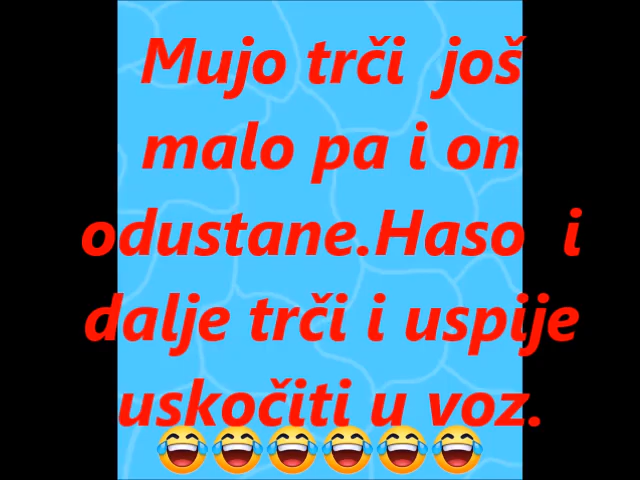 Mujo trči  još
malo pa i on
odustane.Haso  i
dalje trči i uspije
uskočiti u voz.
😂😂😂😂😂😂